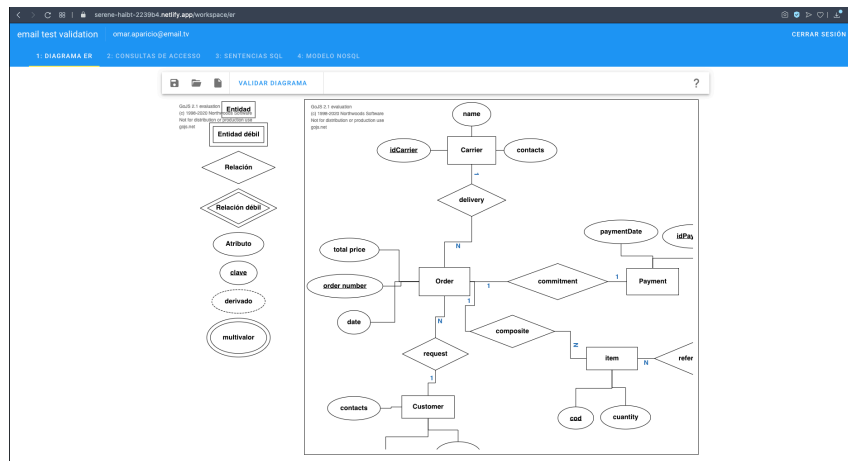 serene-haibt-2239b4.netlify.app/workspace/er
email test validation
omar.aparicio@email.tv
CERRAR SESIÓN
1: DIAGRAMA ER
2: CONSULTAS DE ACCESSO
3: SENTENCIAS SQL
4: MODELO NOSQL
VALIDAR DIAGRAMA
?
GoJS 2.1 evaluation
(c) 1998-2020 Northwoods Software
Not for distribution or production use
gojs.net
Entidad
Entidad débil
Relación
Relación débil
Atributo
clave
derivado
multivalor
GoJS 2.1 evaluation
(c) 1998-2020 Northwoods Software
Not for distribution or production use
gojs.net
name
idCarrier
Carrier
contacts
1
delivery
N
paymentDate
idPay
total price
order number
Order
1
commitment
1
Payment
date
N
1
composite
N
request
item
N
refer
1
contacts
Customer
cod
cuantity